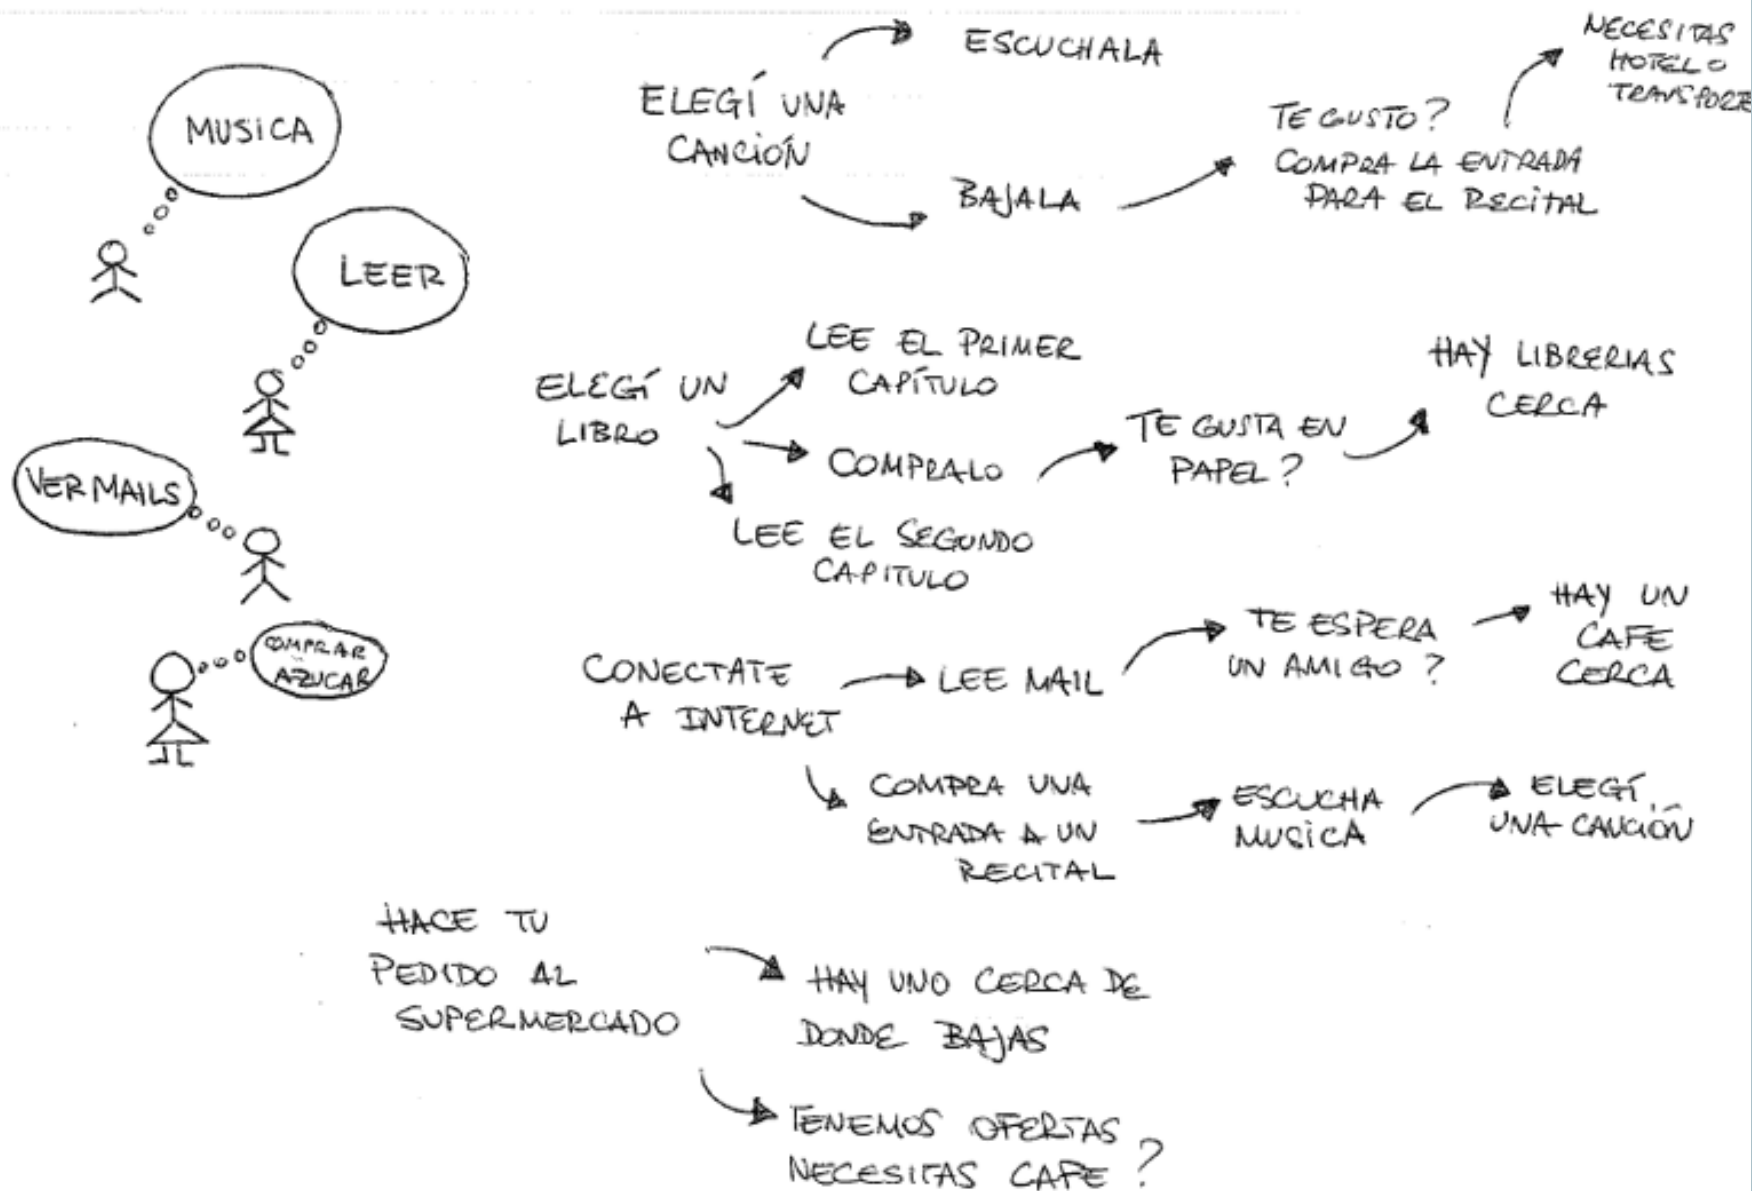 MUSICA
LEER
VER MAILS
COMPRAR
AZUCAR
ELEGÍ UNA
CANCIÓN
ESCUCHALA
BAJALA
TE GUSTO?
COMPRA LA ENTRADA
PARA EL RECITAL
NECESITAS
HOTEL O
TRANSPORTE
ELEGÍ UN
LIBRO
LEE EL PRIMER
CAPÍTULO
COMPRALO
LEE EL SEGUNDO
CAPITULO
TE GUSTA EN
PAPEL?
HAY LIBRERIAS
CERCA
CONECTATE
A INTERNET
LEE MAIL
TE ESPERA
UN AMIGO?
HAY UN
CAFE
CERCA
COMPRA UNA
ENTRADA A UN
RECITAL
ESCUCHA
MUSICA
ELEGÍ
UNA CANCIÓN
HACE TU
PEDIDO AL
SUPERMERCADO
HAY UNO CERCA DE
DONDE BAJAS
TENEMOS OFERTAS
NECESITAS CAFE?